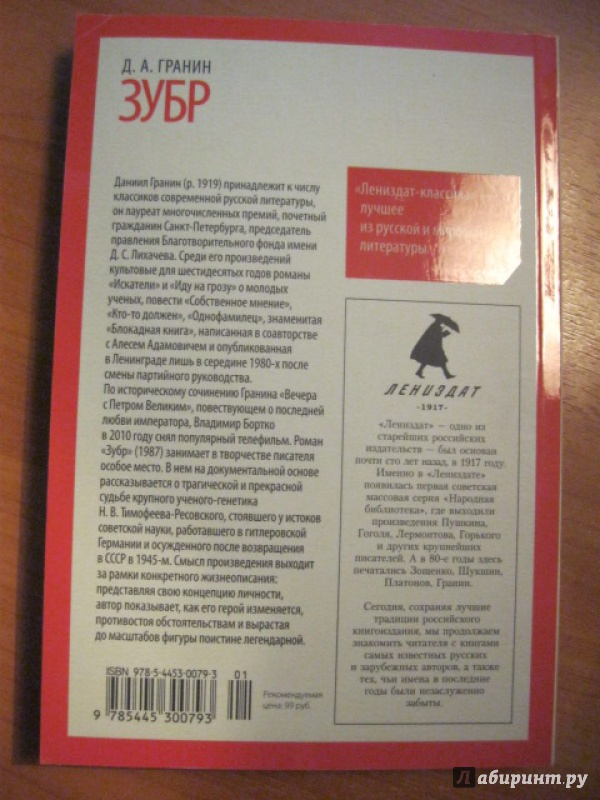 Д. А. ГРАНИН
ЗУБР
Даниил Гранин (р. 1919) принадлежит к числу
классиков современной русской литературы,
он лауреат многочисленных премий, почетный
гражданин Санкт-Петербурга, председатель
правления Благотворительного фонда имени
Д. С. Лихачева. Среди его произведений
культовые для шестидесятых годов романы
«Искатели» и «Иду на грозу» о молодых
ученых, повести «Собственное мнение»,
«Кто-то должен», «Однофамилец», знаменитая
«Блокадная книга», написанная в соавторстве
с Алесем Адамовичем и опубликованная
в Ленинграде лишь в середине 1980-х после
смены партийного руководства.
По историческому сочинению Гранина «Вечера
с Петром Великим», повествующем о последней
любви императора, Владимир Бортко
в 2010 году снял популярный телефильм. Роман
«Зубр» (1987) занимает в творчестве писателя
особое место. В нем на документальной основе
рассказывается о трагической и прекрасной
судьбе крупного ученого-генетика
Н. В. Тимофеева-Ресовского, стоявшего у истоков
советской науки, работавшего в гитлеровской
Германии и осужденного после возвращения
в СССР в 1945-м. Смысл произведения выходит
за рамки конкретного жизнеописания:
представляя свою концепцию личности,
автор показывает, как его герой изменяется,
противостоя обстоятельствам и вырастая
до масштабов фигуры поистине легендарной.
«Лениздат-классика»
лучшее
из русской и
литературы
ЛЕНИЗДАТ
-1917-
«Лениздат» — одно из
старейших российских
издательств — был основан
почти сто лет назад, в 1917 году.
Именно в «Лениздате»
появилась первая советская
массовая серия «Народная
библиотека», где выходили
произведения Пушкина,
Гоголя, Лермонтова, Горького
и других крупнейших
писателей. А в 80-е годы здесь
печатались Зощенко, Шукшин,
Платонов, Гранин.
Сегодня, сохраняя лучшие
традиции российского
книгоиздания, мы продолжаем
знакомить читателя с книгами
самых известных русских
и зарубежных авторов, а также
тех, чьи имена в последние
годы были незаслуженно
забыты.
ISBN 978-5-4453-0079-3
01
9 785445 300793
Рекомендуемая
цена: 99 руб.
Лабиринт.ру